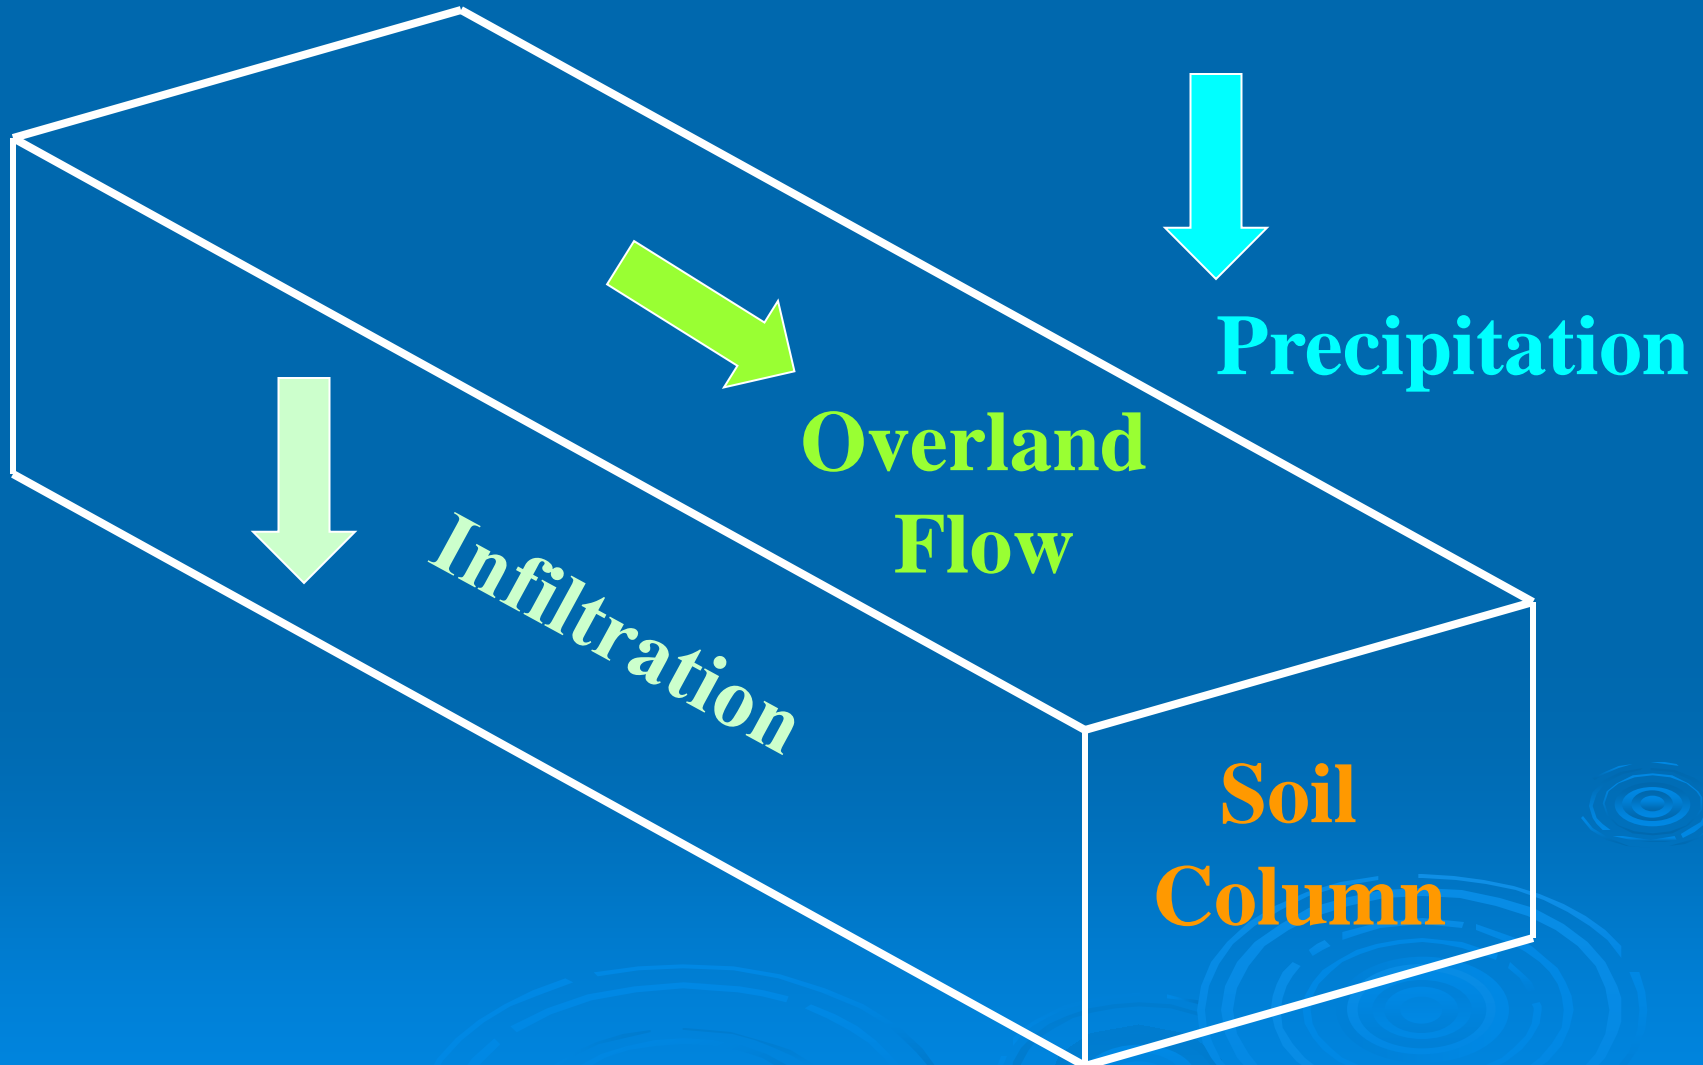 Precipitation
Overland
Flow
Infiltration
Soil
Column